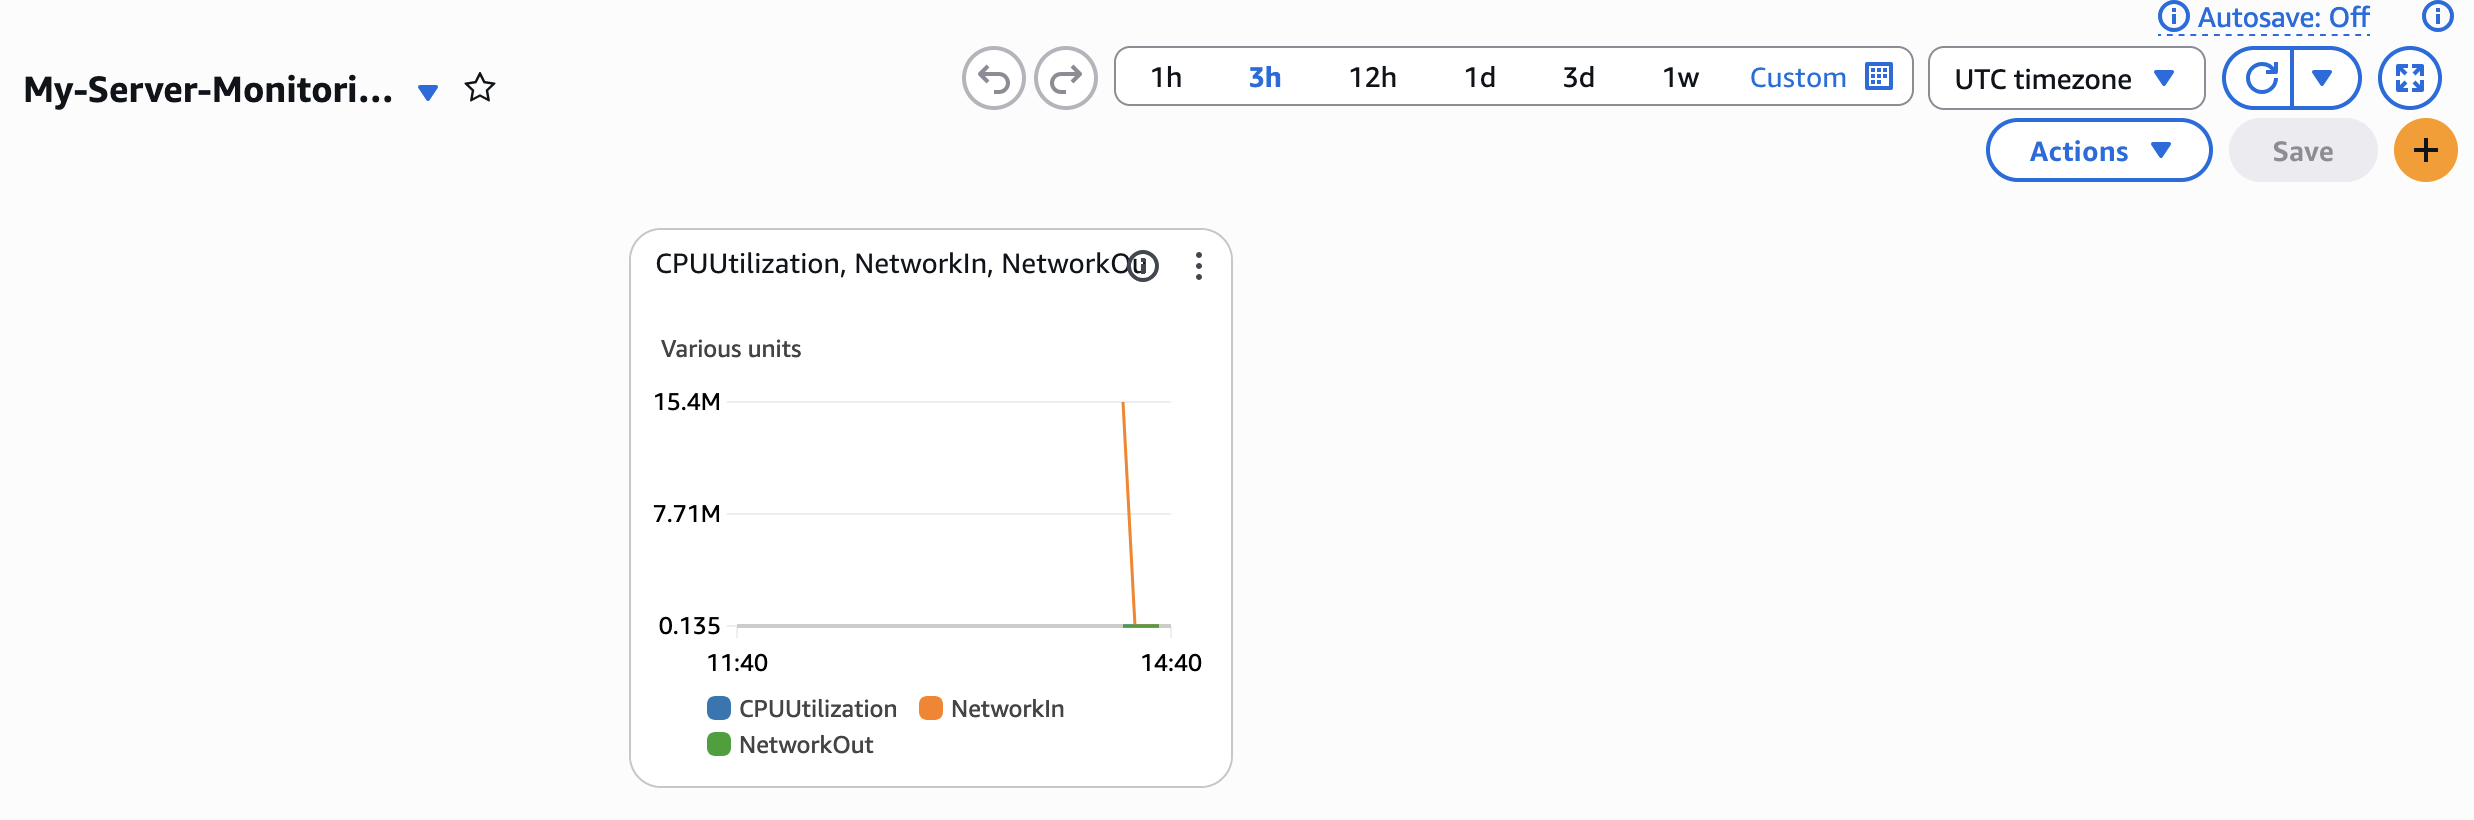 Autosave: Off
My-Server-Monitori...
1h 3h 12h 1d 3d 1w Custom
UTC timezone
Actions
Save
CPUUtilization, NetworkIn, NetworkOu
Various units
15.4M
7.71M
0.135
11:40 14:40
CPUUtilization NetworkIn
NetworkOut